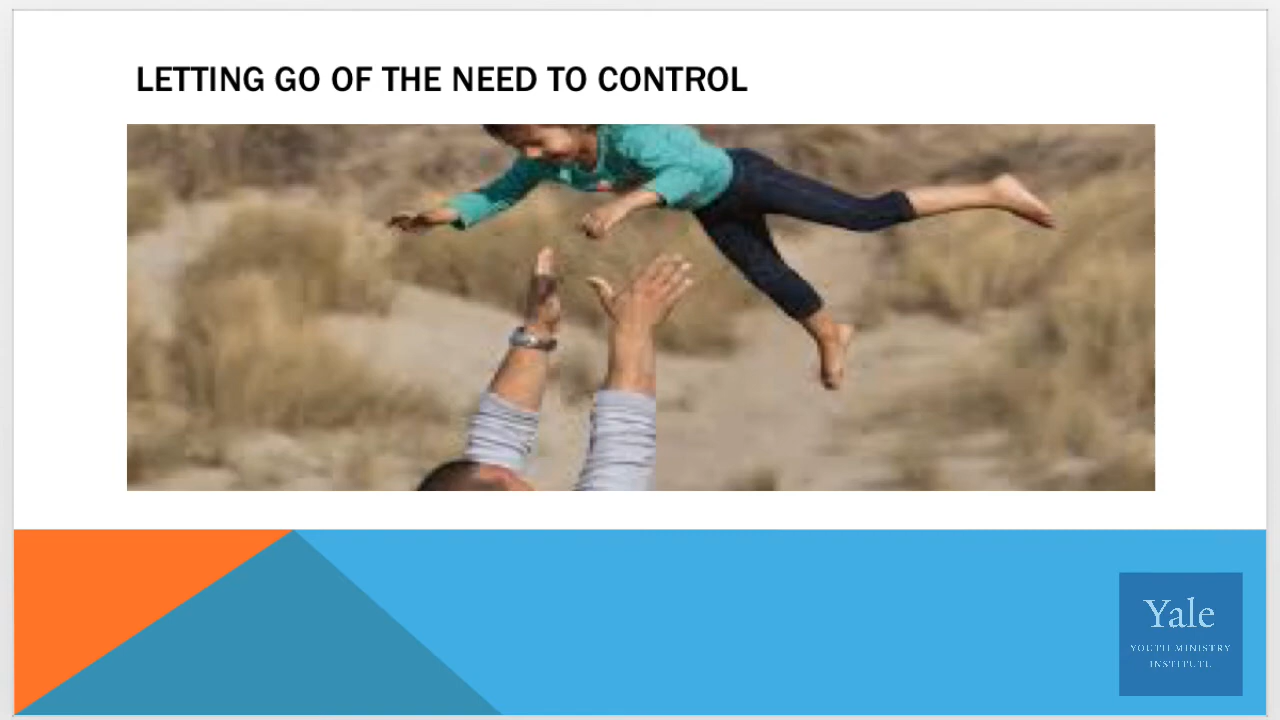 LETTING GO OF THE NEED TO CONTROL
Yale
YOUTH MINISTRY
INSTITUTE